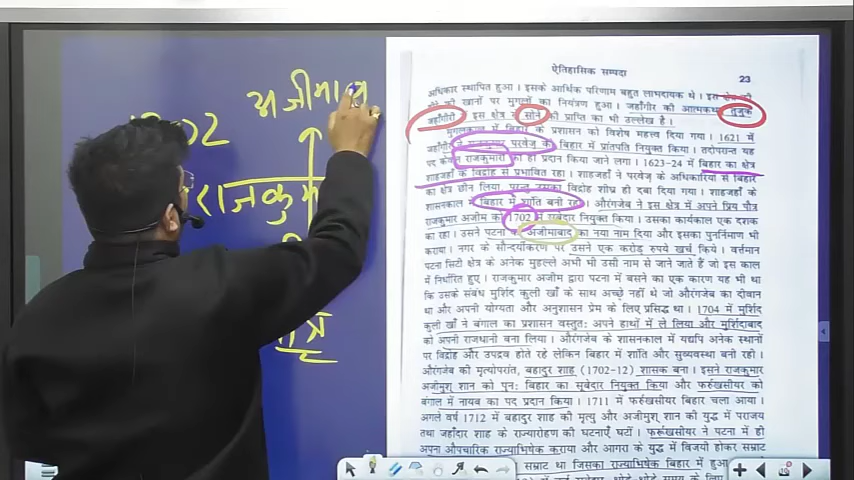 अजीमा
02
राजकु
त्र
ऐतिहासिक सम्पदा
23
अधिकार स्थापित हुआ । इसके आर्थिक परिणाम बहुत लाभदायक थे । इस क्षेत्र की
की खानों पर मुगलों का नियंत्रण हुआ । जहाँगीर की आत्मकथा तुजुके
जहाँगीरी इस क्षेत्र से सोने की प्राप्ति का भी उल्लेख है ।
मुगलकाल में बिहार के प्रशासन को विशेष महत्त्व दिया गया । 1621 में
जहाँगीर ने राजकुमार परवेज को बिहार में प्रांतपति नियुक्त किया । तदोपरान्त यह
पद केवल राजकुमारों को ही प्रदान किया जाने लगा । 1623-24 में बिहार का क्षेत्र
शाहजहाँ के विद्रोह से प्रभावित रहा । शाहजहाँ ने परवेज के अधिकारियों से बिहार
का क्षेत्र छीन लिया परन्तु उसका विद्रोह शीघ्र ही दबा दिया गया । शाहजहाँ के
शासनकाल में बिहार में शांति बनी रही । औरंगजेब ने इस क्षेत्र में अपने प्रिय पौत्र
राजकुमार अजीम को 1702 में सूबेदार नियुक्त किया । उसका कार्यकाल एक दशक
का रहा । उसने पटना को अजीमाबाद का नया नाम दिया और इसका पुनर्निमाण भी
कराया । नगर के सौन्दर्यीकरण पर उसने एक करोड़ रुपये खर्च किये । वर्त्तमान
पटना सिटी क्षेत्र के अनेक मुहल्ले अभी भी उसी नाम से जाने जाते हैं जो इस काल
में निर्धारित हुए । राजकुमार अजीम द्वारा पटना में बसने का एक कारण यह भी था
कि उसके संबंध मुर्शिद कुली खाँ के साथ अच्छे नहीं थे जो औरंगजेब का दीवान
था और अपनी योग्यता और अनुशासन प्रेम के लिए प्रसिद्ध था । 1704 में मुर्शिद
कुली खाँ ने बंगाल का प्रशासन वस्तुत: अपने हाथों में ले लिया और मुर्शिदाबाद
को अपनी राजधानी बना लिया । औरंगजेब के शासनकाल में यद्यपि अनेक स्थानों
पर विद्रोह और उपद्रव होते रहे लेकिन बिहार में शांति और सुव्यवस्था बनी रही ।
औरंगजेब की मृत्योपरांत, बहादुर शाह (1702-12) शासक बना । इसने राजकुमार
अजीमुश् शान को पुन: बिहार का सूबेदार नियुक्त किया और फर्रुखसियर को
बंगाल में नायब का पद प्रदान किया । 1711 में फर्रुखसियर बिहार चला आया ।
अगले वर्ष 1712 में बहादुर शाह की मृत्यु और अजीमुश् शान को युद्ध में पराजय
तथा जहाँदार शाह के राज्यारोहण की घटनाएँ घटीं । फर्रूखसियर ने पटना में ही
अपना औपचारिक राज्याभिषेक कराया और आगरा के युद्ध में विजयी होकर सम्राट
सम्राट था जिसका राज्याभिषेक बिहार में हुआ